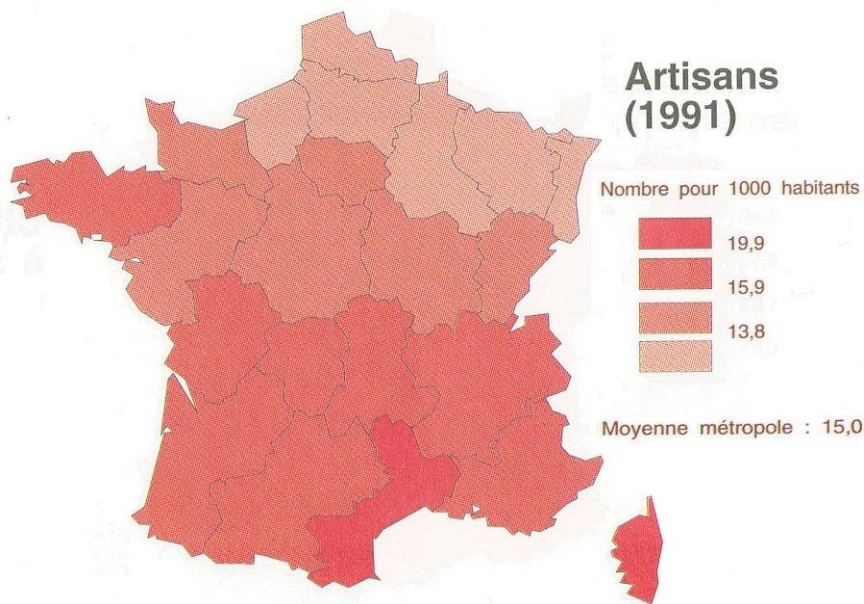 Artisans
(1991)
Nombre pour 1000 habitants
19,9
15,9
13,8
Moyenne métropole : 15,0